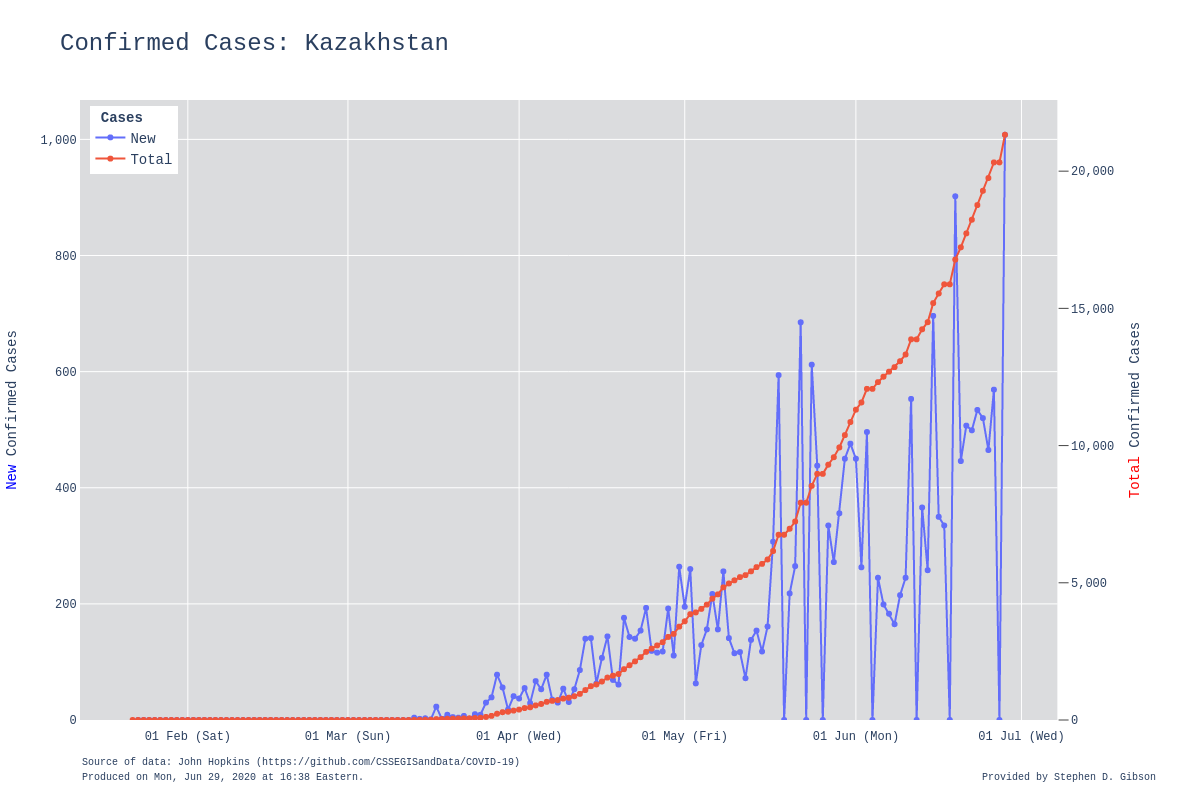 Confirmed Cases: Kazakhstan
Cases
New
Total
1,000
800
600
400
200
0
20,000
15,000
10,000
5,000
0
New Confirmed Cases
Total Confirmed Cases
01 Feb (Sat)
01 Mar (Sun)
01 Apr (Wed)
01 May (Fri)
01 Jun (Mon)
01 Jul (Wed)
Source of data: John Hopkins (https://github.com/CSSEGISandData/COVID-19)
Produced on Mon, Jun 29, 2020 at 16:38 Eastern.
Provided by Stephen D. Gibson